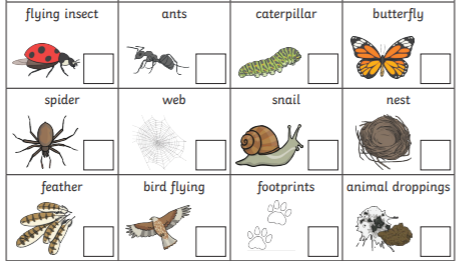 flying insect
ants
caterpillar
butterfly
spider
web
snail
nest
feather
bird flying
footprints
animal droppings